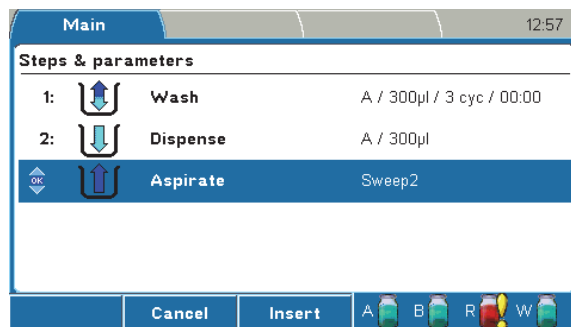 Main 12:57
Steps & parameters
1: Wash A / 300µl / 3 cyc / 00:00
2: Dispense A / 300µl
OK Aspirate Sweep2
Cancel Insert A B R W